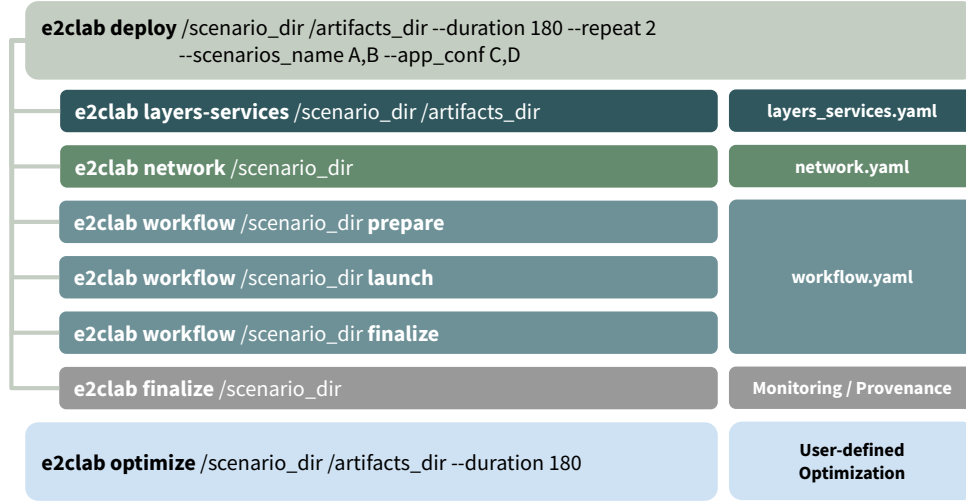 e2clab deploy /scenario_dir /artifacts_dir --duration 180 --repeat 2
--scenarios_name A,B --app_conf C,D
e2clab layers-services /scenario_dir /artifacts_dir
layers_services.yaml
e2clab network /scenario_dir
network.yaml
e2clab workflow /scenario_dir prepare
e2clab workflow /scenario_dir launch
workflow.yaml
e2clab workflow /scenario_dir finalize
e2clab finalize /scenario_dir
Monitoring / Provenance
e2clab optimize /scenario_dir /artifacts_dir --duration 180
User-defined
Optimization